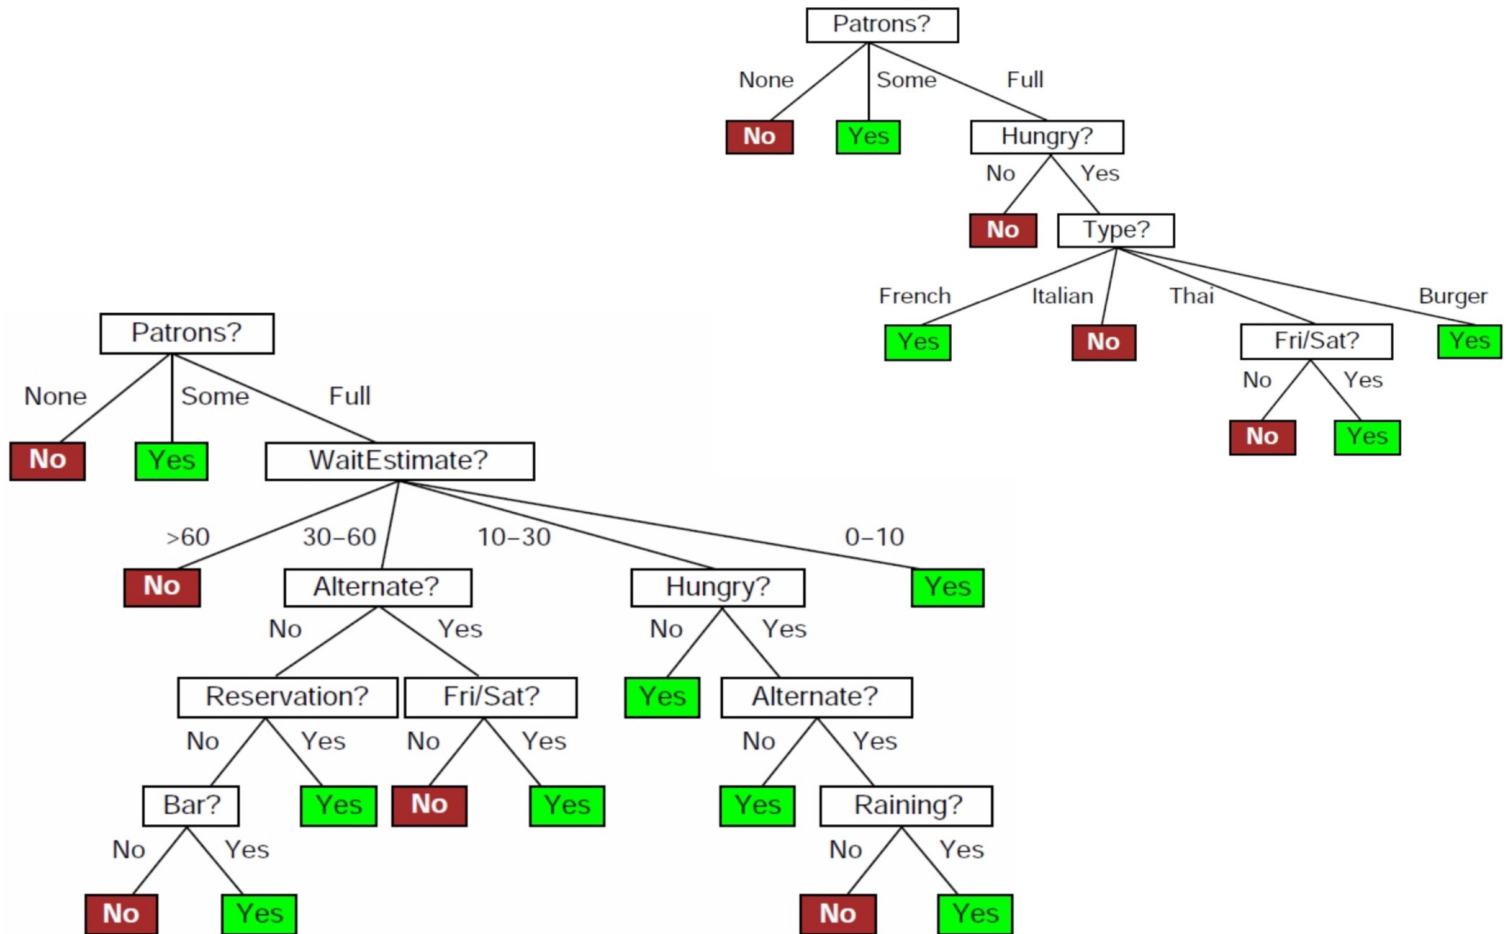 Patrons?
None Some Full
No Yes Hungry?
No Yes
No Type?
French Italian Thai Burger
Yes No Fri/Sat? Yes
No Yes
No Yes
Patrons?
None Some Full
No Yes WaitEstimate?
>60 30–60 10–30 0–10
No Alternate? Hungry? Yes
No Yes No Yes
Reservation? Fri/Sat? Yes Alternate?
No Yes No Yes No Yes
Bar? Yes No Yes Yes Raining?
No Yes No Yes
No Yes No Yes